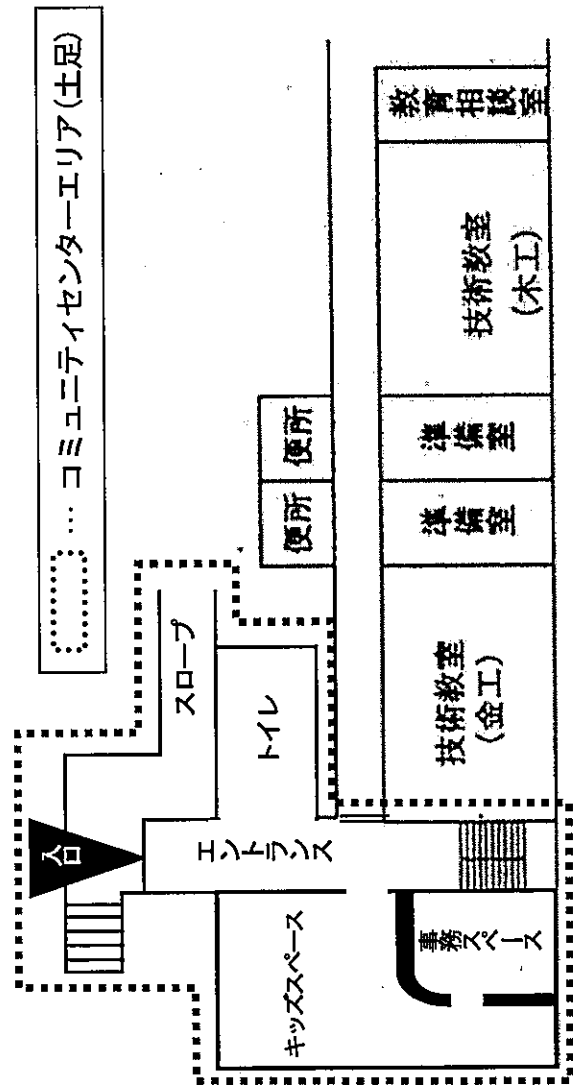 … コミュニティセンターエリア(土足)
入口
スロープ
トイレ
エントランス
キッズスペース
事務スペース
便所
便所
技術教室
(金工)
準備室
準備室
技術教室
(木工)
教育相談室